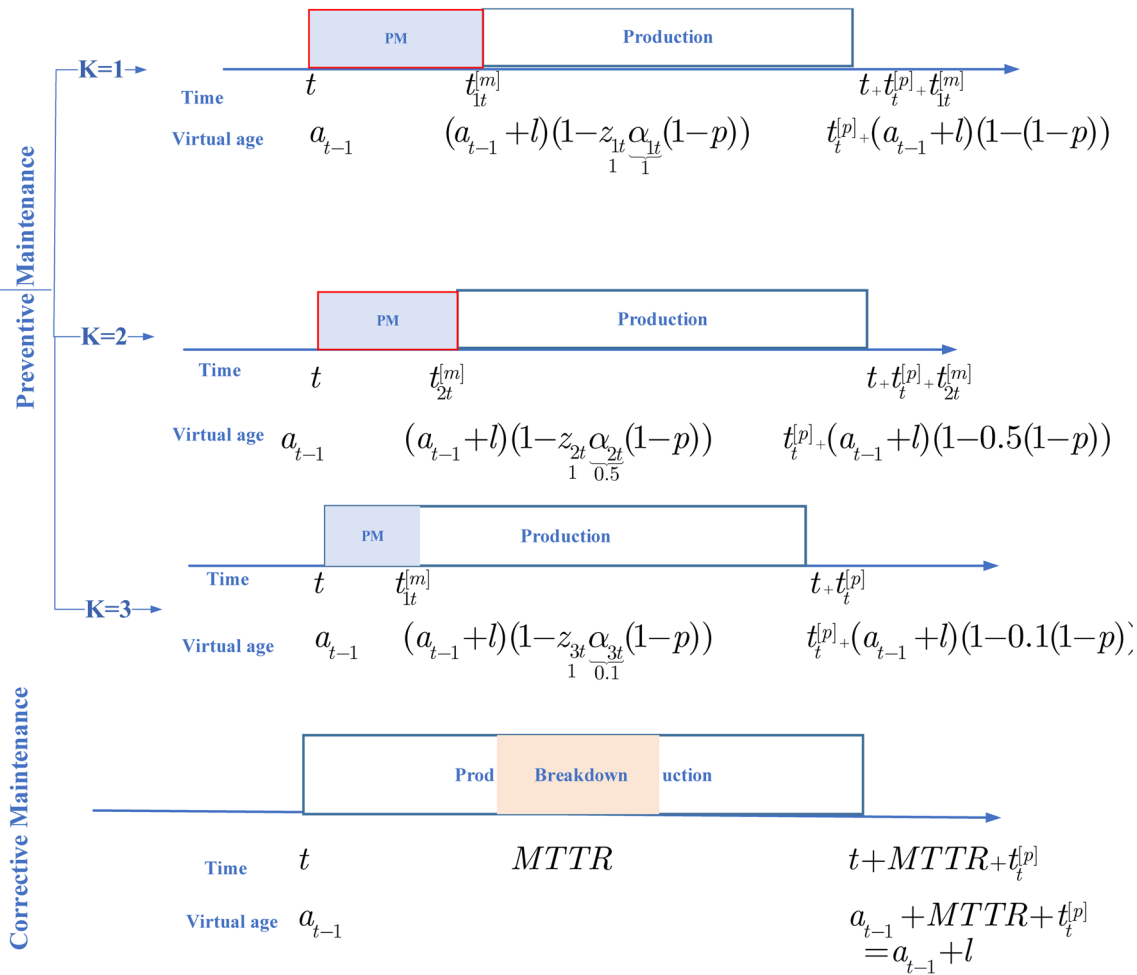 Preventive Maintenance
K=1
PM
Production
Time
t
t_{1t}^{[m]}
t+t_t^{[p]}+t_{1t}^{[m]}
Virtual age
a_{t-1}
(a_{t-1}+l)(1-z_{1t}α_{1t}(1-p))
1 1
t_t^{[p]}+(a_{t-1}+l)(1-(1-p))
K=2
PM
Production
Time
t
t_{2t}^{[m]}
t+t_t^{[p]}+t_{2t}^{[m]}
Virtual age
a_{t-1}
(a_{t-1}+l)(1-z_{2t}α_{2t}(1-p))
1 0.5
t_t^{[p]}+(a_{t-1}+l)(1-0.5(1-p))
K=3
PM
Production
Time
t
t_{1t}^{[m]}
t+t_t^{[p]}
Virtual age
a_{t-1}
(a_{t-1}+l)(1-z_{3t}α_{3t}(1-p))
1 0.1
t_t^{[p]}+(a_{t-1}+l)(1-0.1(1-p))
Corrective Maintenance
Prod Breakdown uction
Time
t
MTTR
t+MTTR+t_t^{[p]}
Virtual age
a_{t-1}
a_{t-1}+MTTR+t_t^{[p]}
=a_{t-1}+l